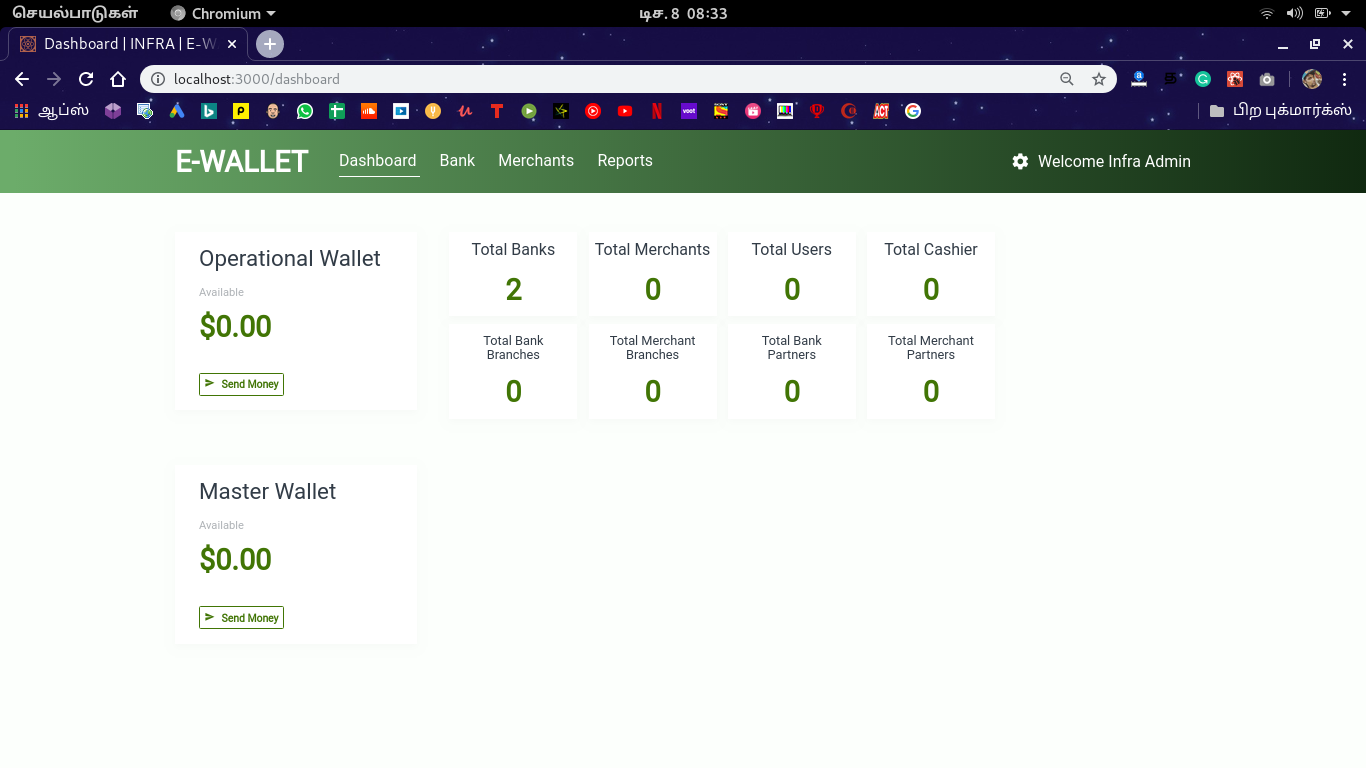 செயல்பாடுகள் Chromium டிச. 8 08:33
Dashboard | INFRA | E-W
localhost:3000/dashboard
ஆப்ஸ் பிற புக்மார்க்ஸ்
E-WALLET Dashboard Bank Merchants Reports Welcome Infra Admin
Operational Wallet
Available
$0.00
Send Money
Total Banks Total Merchants Total Users Total Cashier
2 0 0 0
Total Bank Branches Total Merchant Branches Total Bank Partners Total Merchant Partners
0 0 0 0
Master Wallet
Available
$0.00
Send Money